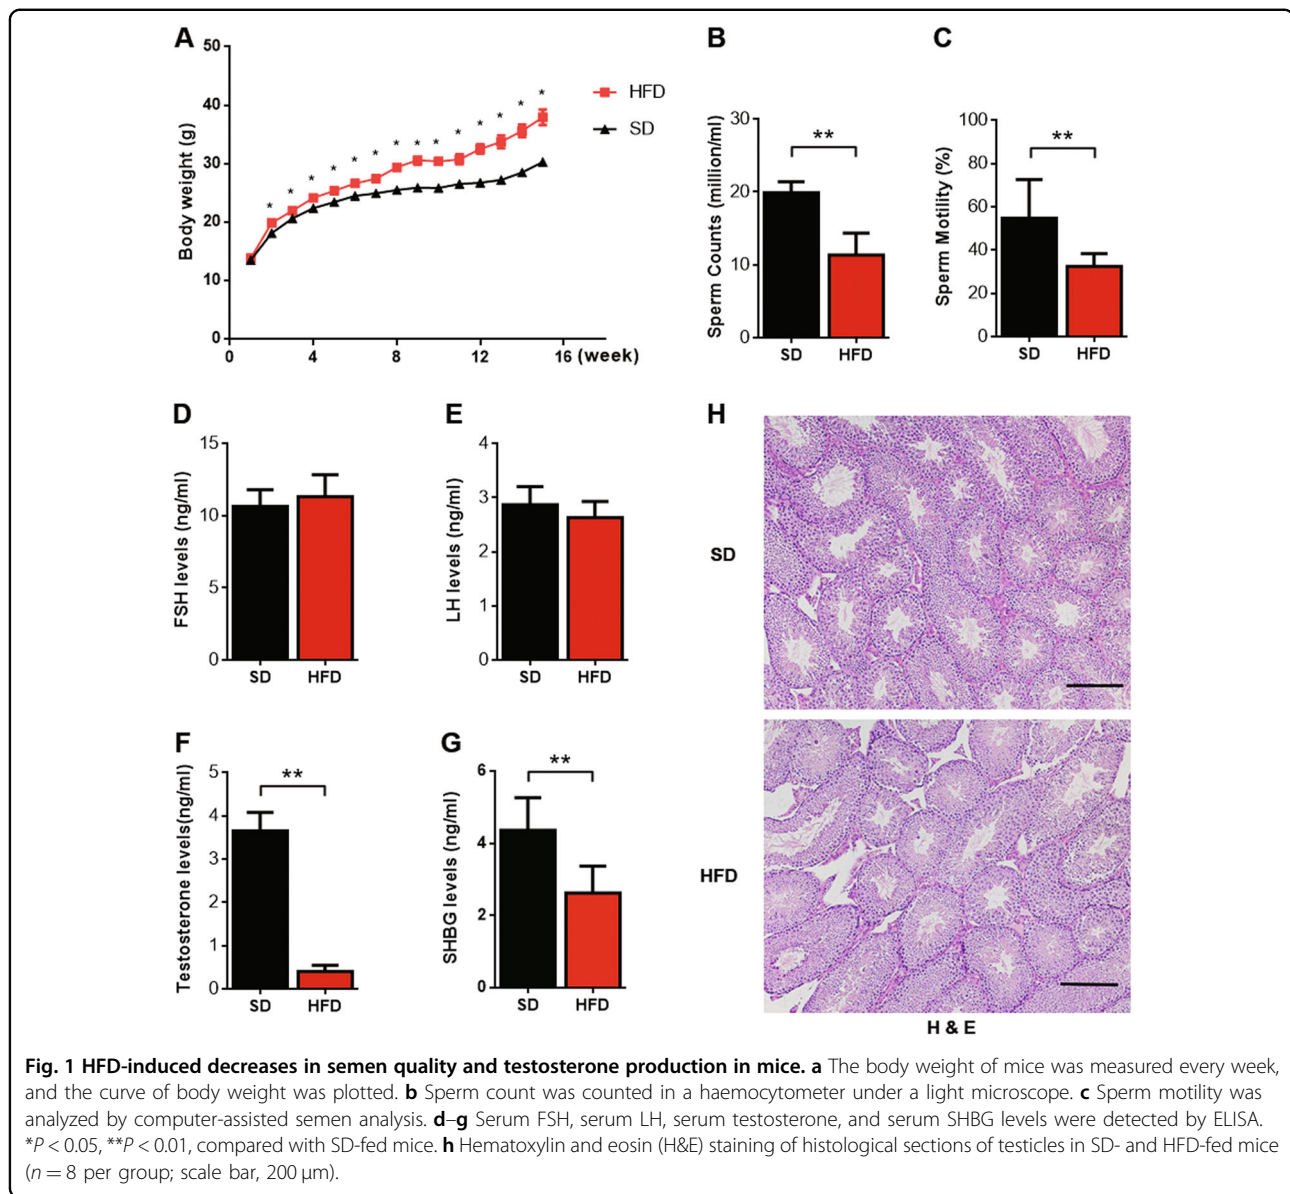 A
50
40
30
20
10
0
Body weight (g)
* * * * * * * * * * * * * *
HFD
SD
0 4 8 12 16 (week)
B
30
20
10
0
Sperm Counts (million/ml)
**
SD HFD
C
100
80
60
40
20
0
Sperm Motility (%)
**
SD HFD
D
15
10
5
0
FSH levels (ng/ml)
SD HFD
E
4
3
2
1
0
LH levels (ng/ml)
SD HFD
F
5
4
3
2
1
0
Testosterone levels(ng/ml)
**
SD HFD
G
6
4
2
0
SHBG levels (ng/ml)
**
SD HFD
H
SD
HFD
H & E
Fig. 1 HFD-induced decreases in semen quality and testosterone production in mice. a The body weight of mice was measured every week,
and the curve of body weight was plotted. b Sperm count was counted in a haemocytometer under a light microscope. c Sperm motility was
analyzed by computer-assisted semen analysis. d–g Serum FSH, serum LH, serum testosterone, and serum SHBG levels were detected by ELISA.
*P < 0.05, **P < 0.01, compared with SD-fed mice. h Hematoxylin and eosin (H&E) staining of histological sections of testicles in SD- and HFD-fed mice
(n = 8 per group; scale bar, 200 μm).